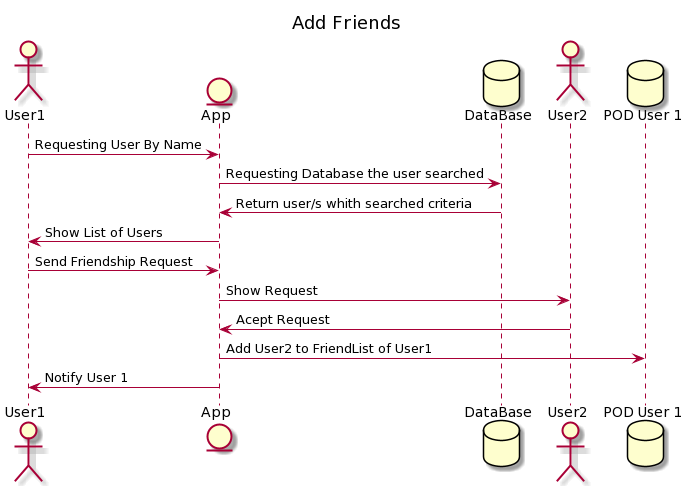 Add Friends
User1
App
DataBase
User2
POD User 1
Requesting User By Name
Requesting Database the user searched
Return user/s whith searched criteria
Show List of Users
Send Friendship Request
Show Request
Acept Request
Add User2 to FriendList of User1
Notify User 1
User1
App
DataBase
User2
POD User 1